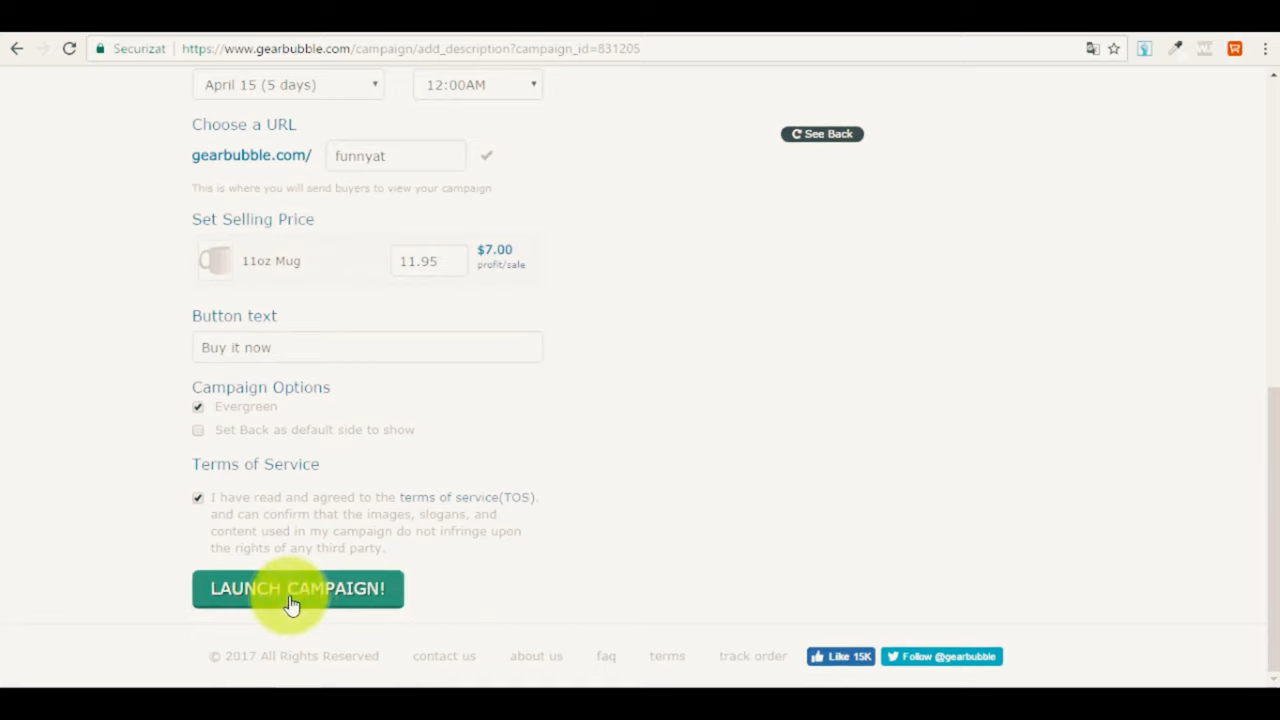 Securizat https://www.gearbubble.com/campaign/add_description?campaign_id=831205
April 15 (5 days) 12:00AM
Choose a URL
See Back
gearbubble.com/ funnyat
This is where you will send buyers to view your campaign
Set Selling Price
11oz Mug 11.95 $7.00
profit/sale
Button text
Buy it now
Campaign Options
Evergreen
Set Back as default side to show
Terms of Service
I have read and agreed to the terms of service(TOS).
and can confirm that the images, slogans, and
content used in my campaign do not infringe upon
the rights of any third party.
LAUNCH CAMPAIGN!
© 2017 All Rights Reserved contact us about us faq terms track order Like 15K Follow @gearbubble